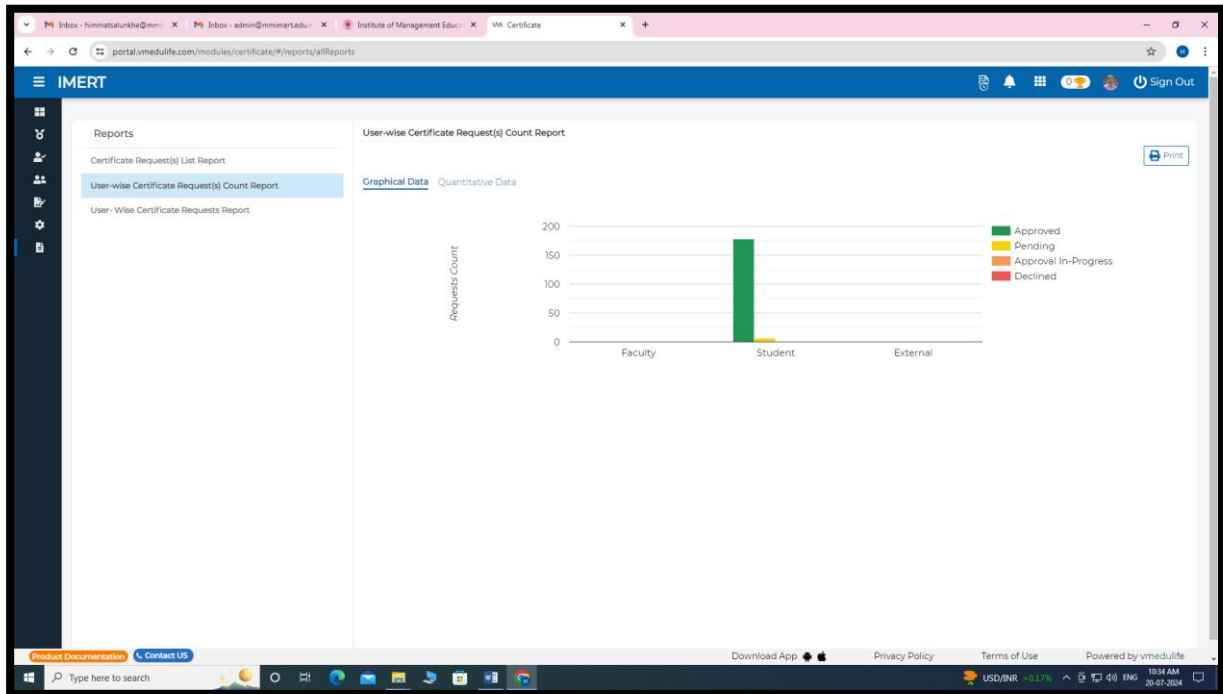 Inbox - himmatsalunkhe@mmi
Inbox - admin@mmimert.edu.i
Institute of Management Educa
Certificate
portal.vmedulife.com/modules/certificate/#/reports/allReports
IMERT
0
Sign Out
Reports
Certificate Request(s) List Report
User-wise Certificate Request(s) Count Report
User- Wise Certificate Requests Report
User-wise Certificate Request(s) Count Report
Print
Graphical Data Quantitative Data
Requests Count
200
150
100
50
0
Faculty Student External
Approved
Pending
Approval In-Progress
Declined
Product Documentation Contact US
Download App Privacy Policy Terms of Use Powered by vmedulife
Type here to search
USD/INR +0.17% ENG 10:34 AM
20-07-2024